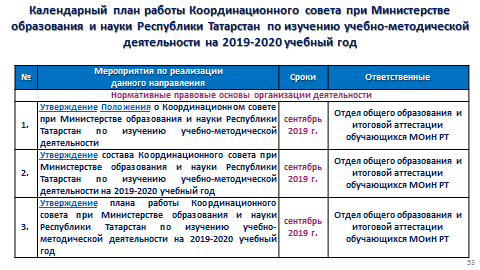 Календарный план работы Координационного совета при Министерстве
образования и науки Республики Татарстан по изучению учебно-методической
деятельности на 2019-2020 учебный год
№
Мероприятия по реализации
данного направления
Сроки
Ответственные
Нормативные правовые основы организации деятельности
1.
Утверждение Положения о Координационном совете
при Министерстве образования и науки Республики
Татарстан по изучению учебно-методической
деятельности
сентябрь
2019 г.
Отдел общего образования и
итоговой аттестации
обучающихся МОиН РТ
2.
Утверждение состава Координационного совета при
Министерстве образования и науки Республики
Татарстан по изучению учебно-методической
деятельности на 2019-2020 учебный год
сентябрь
2019 г.
Отдел общего образования и
итоговой аттестации
обучающихся МОиН РТ
3.
Утверждение плана работы Координационного
совета при Министерстве образования и науки
Республики Татарстан по изучению учебно-
методической деятельности на 2019-2020 учебный
год
сентябрь
2019 г.
Отдел общего образования и
итоговой аттестации
обучающихся МОиН РТ
53